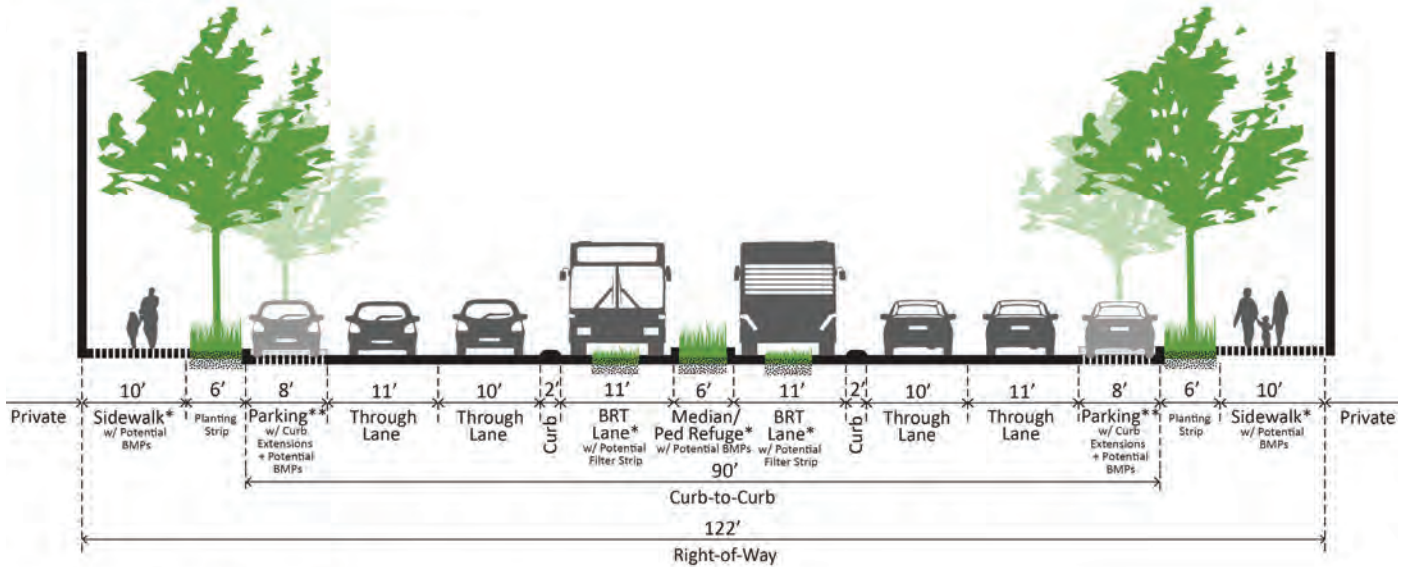 10’ 6’ 8’ 11’ 10’ 2’ 11’ 6’ 11’ 2’ 10’ 11’ 8’ 6’ 10’
Private
Sidewalk*
w/ Potential
BMPs
Planting
Strip
Parking**
w/ Curb
Extensions
+ Potential
BMPs
Through
Lane
Through
Lane
Curb
BRT
Lane*
w/ Potential
Filter Strip
Median/
Ped Refuge*
w/ Potential BMPs
BRT
Lane*
w/ Potential
Filter Strip
Curb
Through
Lane
Through
Lane
Parking**
w/ Curb
Extensions
+ Potential
BMPs
Planting
Strip
Sidewalk*
w/ Potential
BMPs
Private
90’
Curb-to-Curb
122’
Right-of-Way